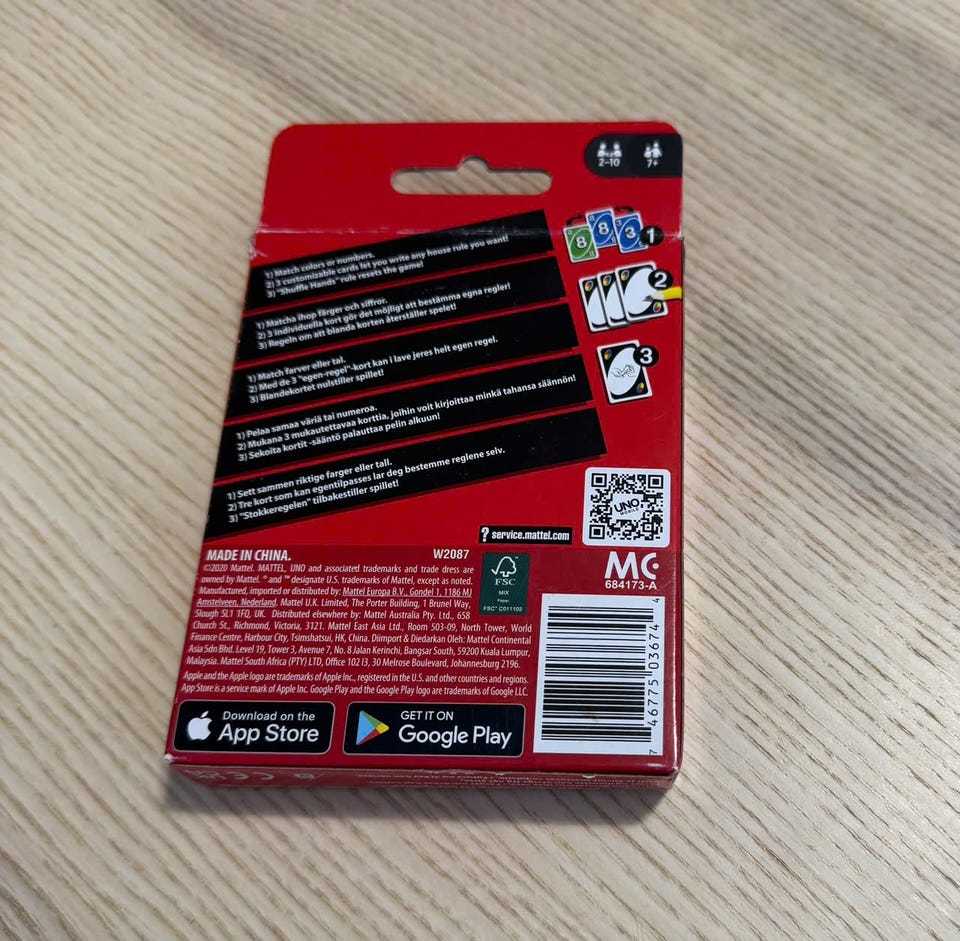 2-10 7+
8 8 3 1
1) Match colors or numbers.
2) 3 customizable cards let you write any house rule you want!
3) "Shuffle Hands" rule resets the game!
2
1) Matcha ihop färger och siffror.
2) 3 individuella kort gör det möjligt att bestämma egna regler!
3) Regeln om att blanda korten återställer spelet!
3
1) Match farver eller tal.
2) Med de 3 "egen-regel"-kort kan i lave jeres helt egen regel.
3) Blandekortet nulstiller spillet!
1) Pelaa samaa väriä tai numeroa.
2) Mukana 3 mukautettavaa korttia, joihin voit kirjoittaa minkä tahansa säännön!
3) Sekoita kortit -sääntö palauttaa pelin alkuun!
1) Sett sammen riktige farger eller tall.
2) Tre kort som kan egentilpasses lar deg bestemme reglene selv.
3) "Stokkeregelen" tilbakestiller spillet!
UNO
MOBILE
? service.mattel.com
MADE IN CHINA. W2087
©2020 Mattel. MATTEL, UNO and associated trademarks and trade dress are
owned by Mattel. ® and ™ designate U.S. trademarks of Mattel, except as noted.
Manufactured, imported or distributed by: Mattel Europa B.V., Gondel 1, 1186 MJ
Amstelveen, Nederland. Mattel U.K. Limited, The Porter Building, 1 Brunel Way,
Slough SL1 1FQ, UK. Distributed elsewhere by: Mattel Australia Pty. Ltd., 658
Church St., Richmond, Victoria, 3121. Mattel East Asia Ltd., Room 503-09, North Tower, World
Finance Centre, Harbour City, Tsimshatsui, HK, China. Diimport & Diedarkan Oleh: Mattel Continental
Asia Sdn Bhd. Level 19, Tower 3, Avenue 7, No. 8 Jalan Kerinchi, Bangsar South, 59200 Kuala Lumpur,
Malaysia. Mattel South Africa (PTY) LTD, Office 102 I3, 30 Melrose Boulevard, Johannesburg 2196.
Apple and the Apple logo are trademarks of Apple Inc., registered in the U.S. and other countries and regions.
App Store is a service mark of Apple Inc. Google Play and the Google Play logo are trademarks of Google LLC.
FSC
MIX
Paper
FSC® C011102
MC
684173-A
7 46775 03674 4
Download on the
App Store
GET IT ON
Google Play